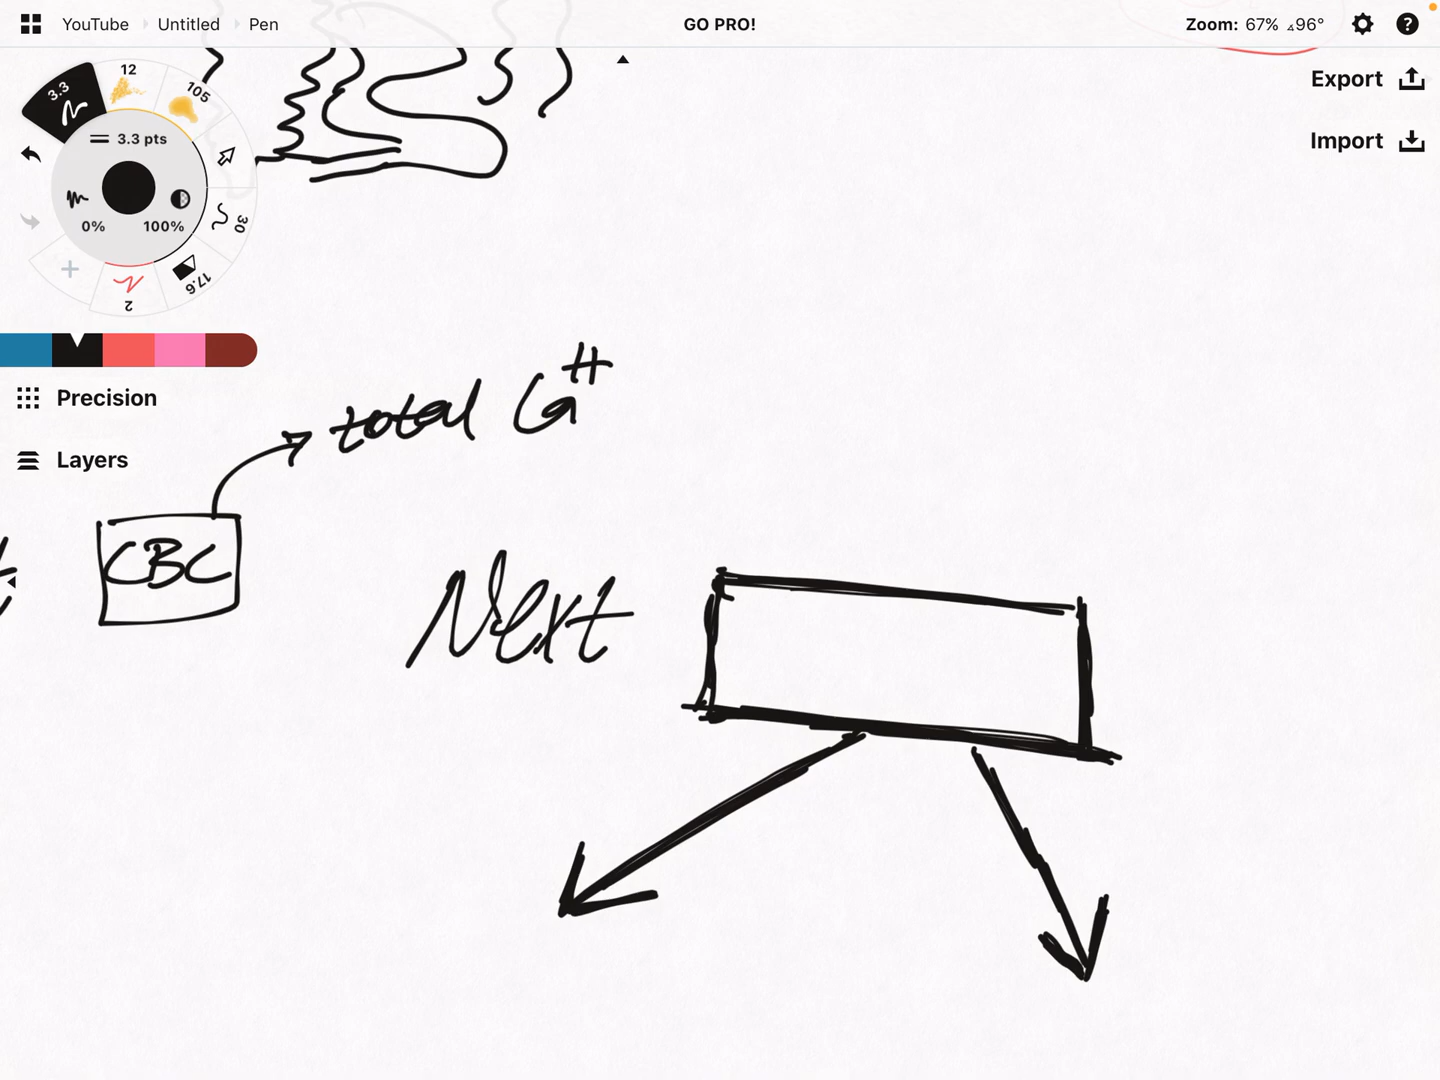 YouTube Untitled Pen
GO PRO!
Zoom: 67% ⊿96°
Export
Import
3.3
12
105
30
17.6
2
3.3 pts
0% 100%
Precision
Layers
total
CBC
Next